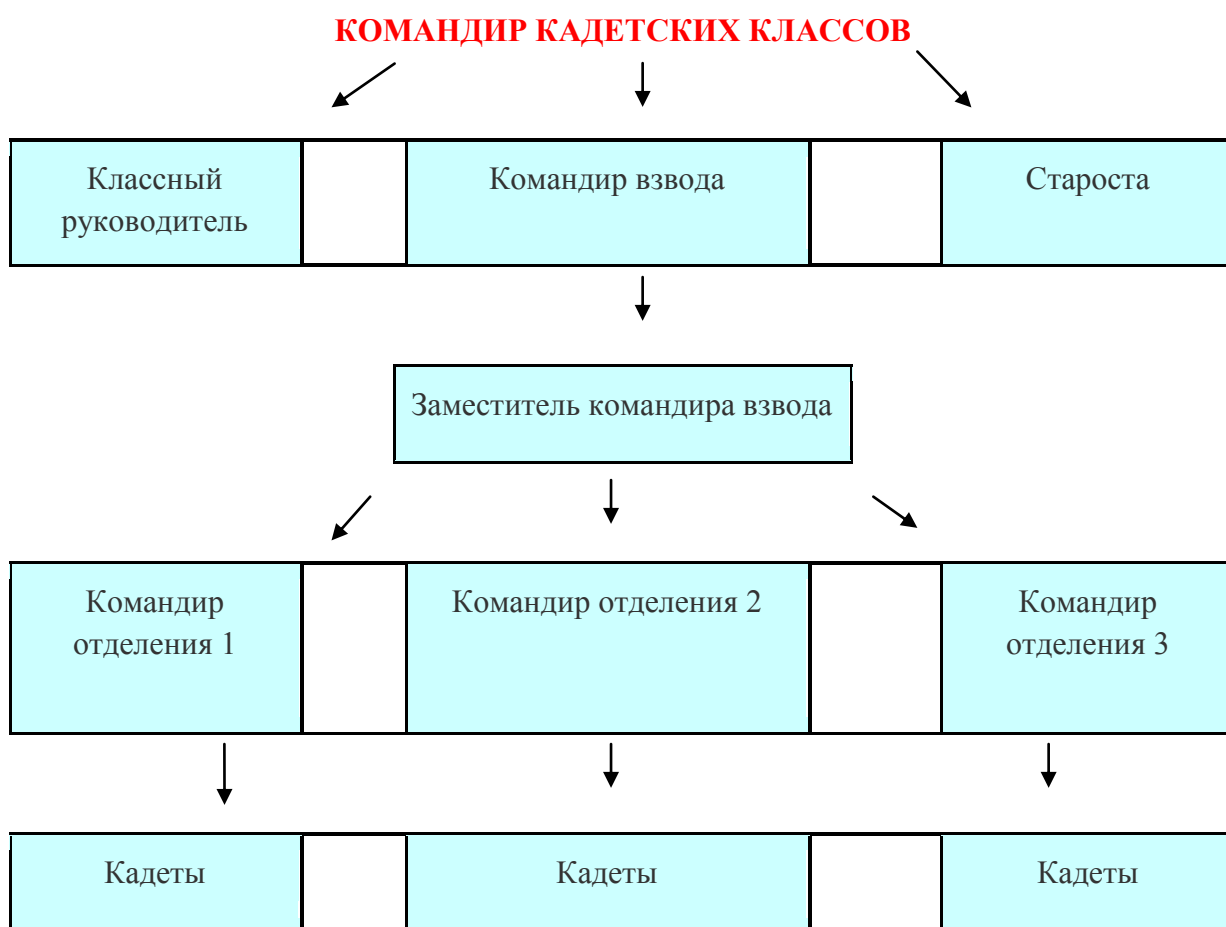 КОМАНДИР КАДЕТСКИХ КЛАССОВ
Классный
руководитель
Командир взвода
Староста
Заместитель командира взвода
Командир
отделения 1
Командир отделения 2
Командир
отделения 3
Кадеты
Кадеты
Кадеты